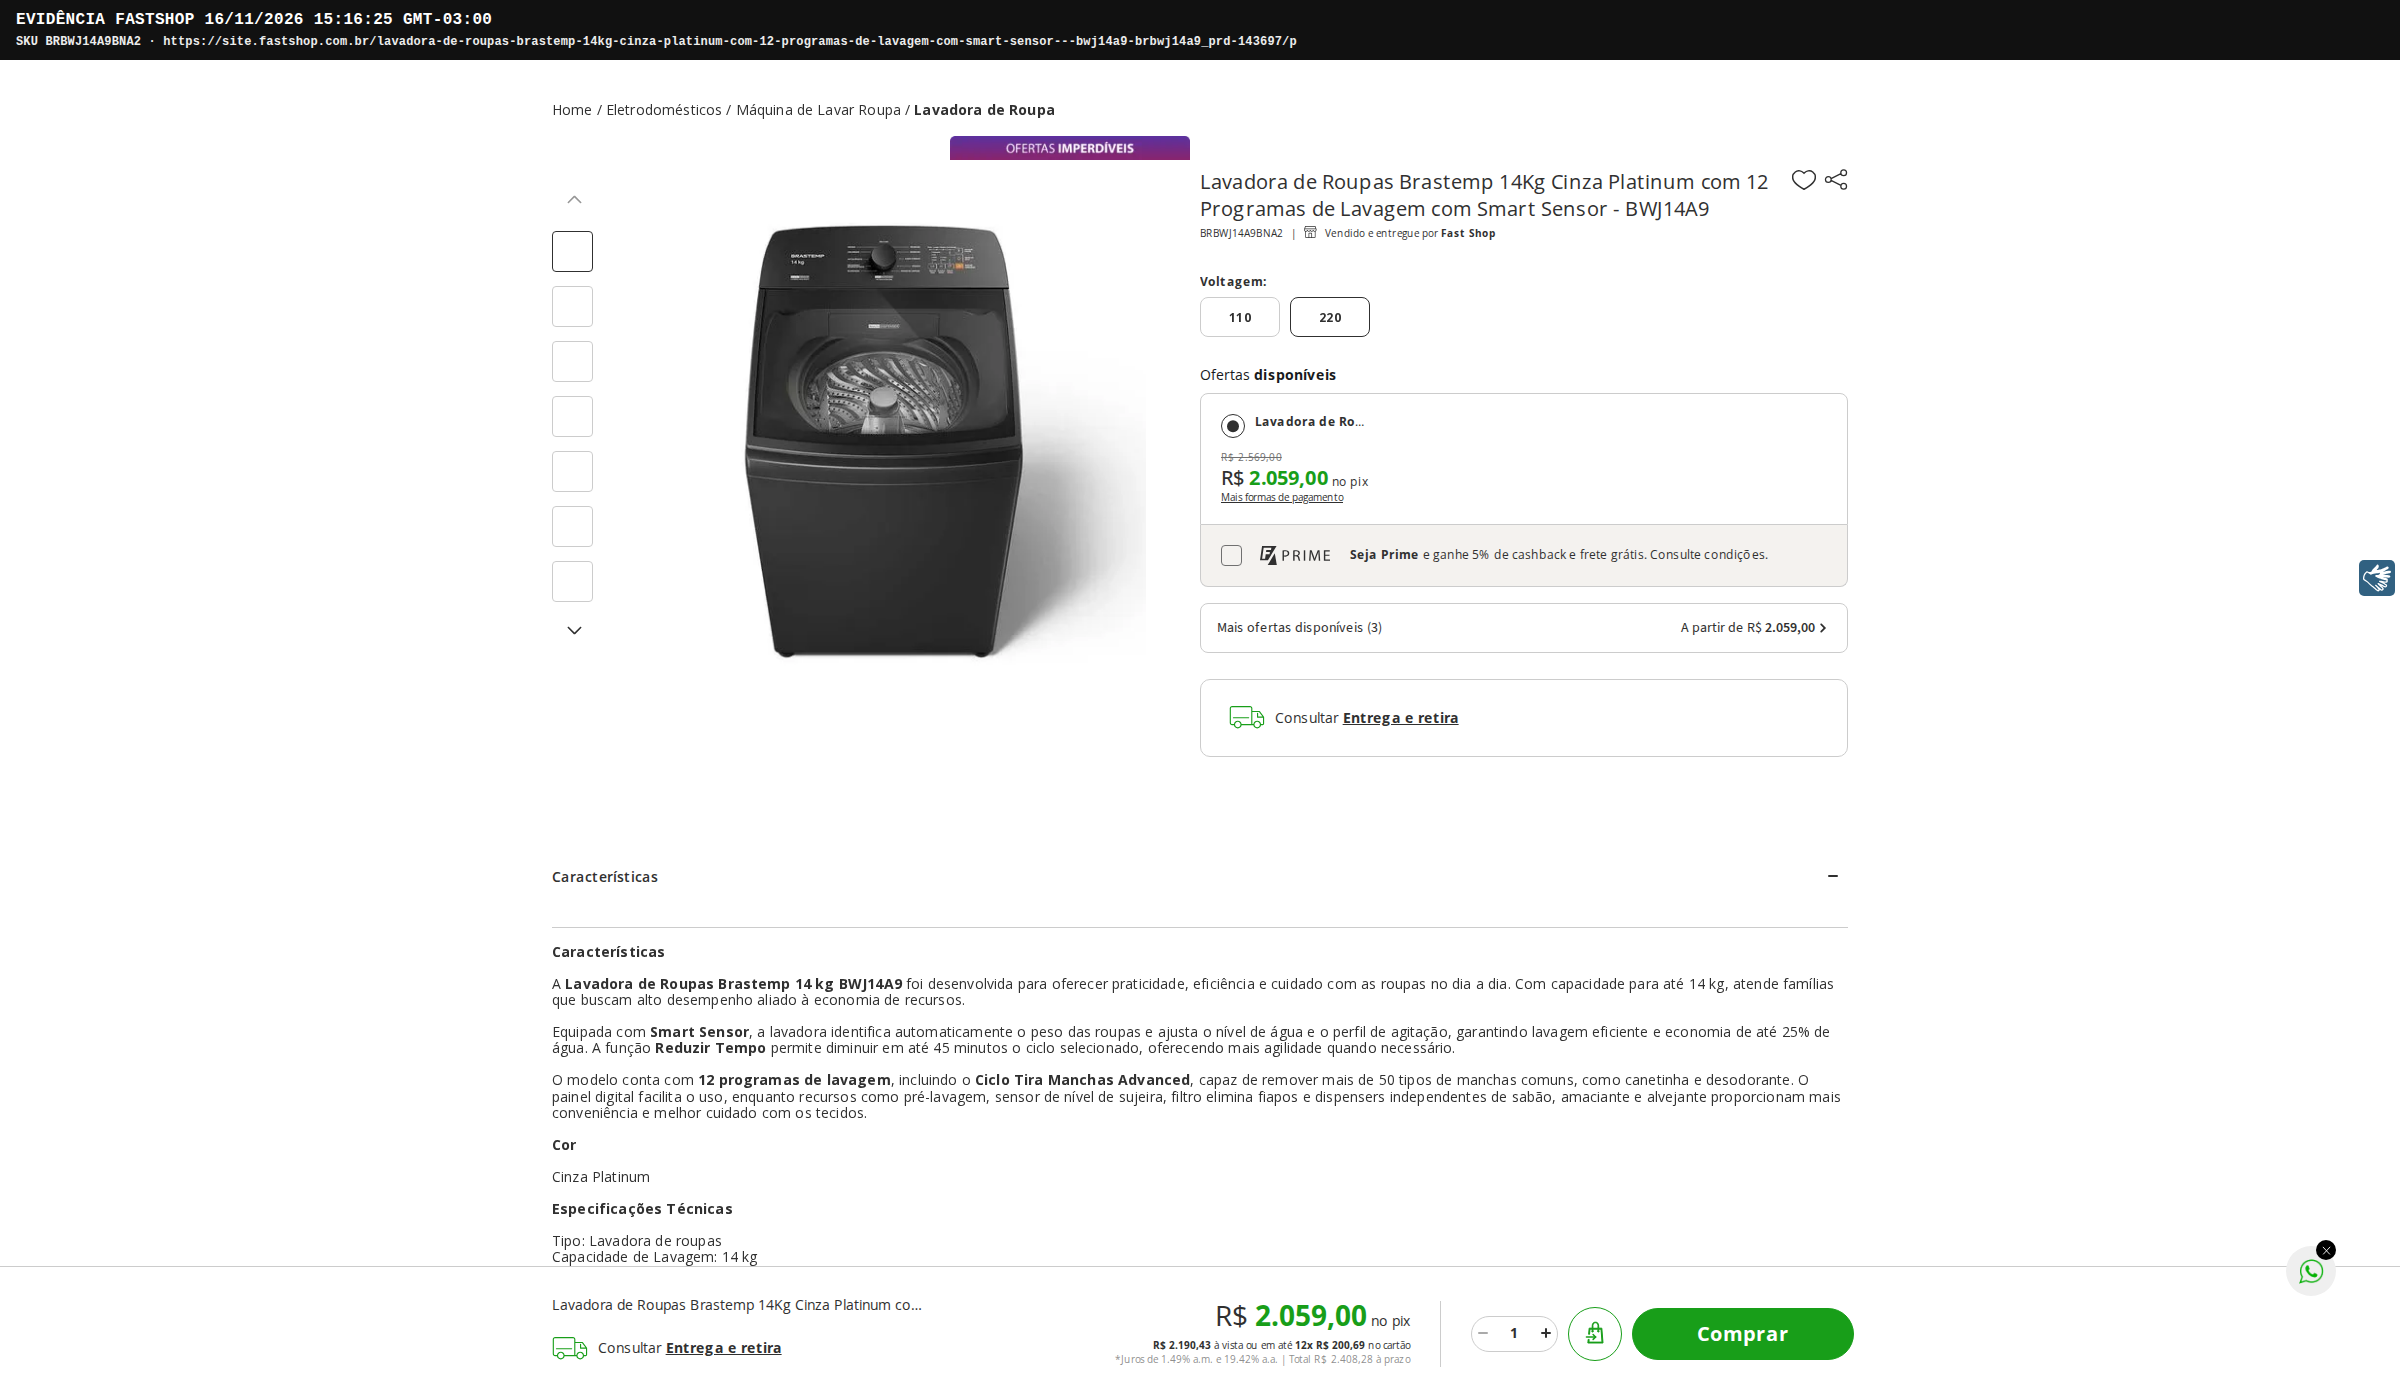 EVIDÊNCIA FASTSHOP 16/11/2026 15:16:25 GMT-03:00
SKU BRBWJ14A9BNA2 · https://site.fastshop.com.br/lavadora-de-roupas-brastemp-14kg-cinza-platinum-com-12-programas-de-lavagem-com-smart-sensor---bwj14a9-brbwj14a9_prd-143697/p
Home / Eletrodomésticos / Máquina de Lavar Roupa / Lavadora de Roupa
OFERTAS IMPERDÍVEIS
Lavadora de Roupas Brastemp 14Kg Cinza Platinum com 12
Programas de Lavagem com Smart Sensor - BWJ14A9
BRBWJ14A9BNA2 | Vendido e entregue por Fast Shop
BRASTEMP
14 kg
Voltagem:
110
220
Ofertas disponíveis
Lavadora de Ro...
R$ 2.569,00
R$ 2.059,00 no pix
Mais formas de pagamento
PRIME Seja Prime e ganhe 5% de cashback e frete grátis. Consulte condições.
Mais ofertas disponíveis (3) A partir de R$ 2.059,00
Consultar Entrega e retira
Características
Características
A Lavadora de Roupas Brastemp 14 kg BWJ14A9 foi desenvolvida para oferecer praticidade, eficiência e cuidado com as roupas no dia a dia. Com capacidade para até 14 kg, atende famílias
que buscam alto desempenho aliado à economia de recursos.
Equipada com Smart Sensor, a lavadora identifica automaticamente o peso das roupas e ajusta o nível de água e o perfil de agitação, garantindo lavagem eficiente e economia de até 25% de
água. A função Reduzir Tempo permite diminuir em até 45 minutos o ciclo selecionado, oferecendo mais agilidade quando necessário.
O modelo conta com 12 programas de lavagem, incluindo o Ciclo Tira Manchas Advanced, capaz de remover mais de 50 tipos de manchas comuns, como canetinha e desodorante. O
painel digital facilita o uso, enquanto recursos como pré-lavagem, sensor de nível de sujeira, filtro elimina fiapos e dispensers independentes de sabão, amaciante e alvejante proporcionam mais
conveniência e melhor cuidado com os tecidos.
Cor
Cinza Platinum
Especificações Técnicas
Tipo: Lavadora de roupas
Capacidade de Lavagem: 14 kg
Lavadora de Roupas Brastemp 14Kg Cinza Platinum co...
Consultar Entrega e retira
R$ 2.059,00 no pix
R$ 2.190,43 à vista ou em até 12x R$ 200,69 no cartão
*Juros de 1.49% a.m. e 19.42% a.a. | Total R$ 2.408,28 à prazo
1
Comprar